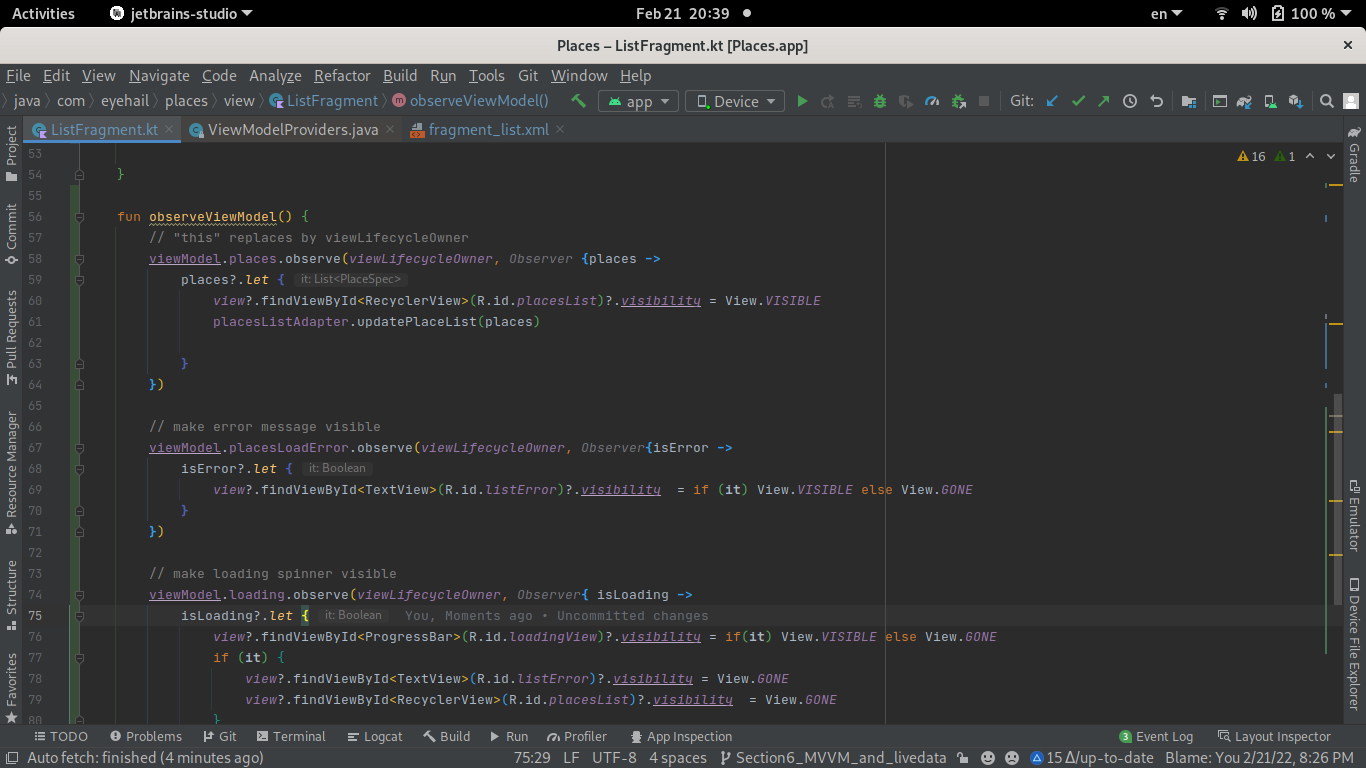 Activities jetbrains-studio Feb 21 20:39 en 100 %
Places – ListFragment.kt [Places.app]
File Edit View Navigate Code Analyze Refactor Build Run Tools Git Window Help
java com eyehail places view ListFragment observeViewModel() app Device Git:
ListFragment.kt ViewModelProviders.java fragment_list.xml
Project
Commit
Pull Requests
Resource Manager
Structure
Favorites
16 1
53
54 }
55
56 fun observeViewModel() {
57 // "this" replaces by viewLifecycleOwner
58 viewModel.places.observe(viewLifecycleOwner, Observer {places ->
59 places?.let { it: List<PlaceSpec>
60 view?.findViewById<RecyclerView>(R.id.placesList)?.visibility = View.VISIBLE
61 placesListAdapter.updatePlaceList(places)
62
63 }
64 })
65
66 // make error message visible
67 viewModel.placesLoadError.observe(viewLifecycleOwner, Observer{isError ->
68 isError?.let { it: Boolean
69 view?.findViewById<TextView>(R.id.listError)?.visibility = if (it) View.VISIBLE else View.GONE
70 }
71 })
72
73 // make loading spinner visible
74 viewModel.loading.observe(viewLifecycleOwner, Observer{ isLoading ->
75 isLoading?.let { it: Boolean You, Moments ago • Uncommitted changes
76 view?.findViewById<ProgressBar>(R.id.loadingView)?.visibility = if(it) View.VISIBLE else View.GONE
77 if (it) {
78 view?.findViewById<TextView>(R.id.listError)?.visibility = View.GONE
79 view?.findViewById<RecyclerView>(R.id.placesList)?.visibility = View.GONE
80 }
Gradle
Emulator
Device File Explorer
TODO Problems Git Terminal Logcat Build Run Profiler App Inspection 3 Event Log Layout Inspector
Auto fetch: finished (4 minutes ago) 75:29 LF UTF-8 4 spaces Section6_MVVM_and_livedata 15 Δ/up-to-date Blame: You 2/21/22, 8:26 PM